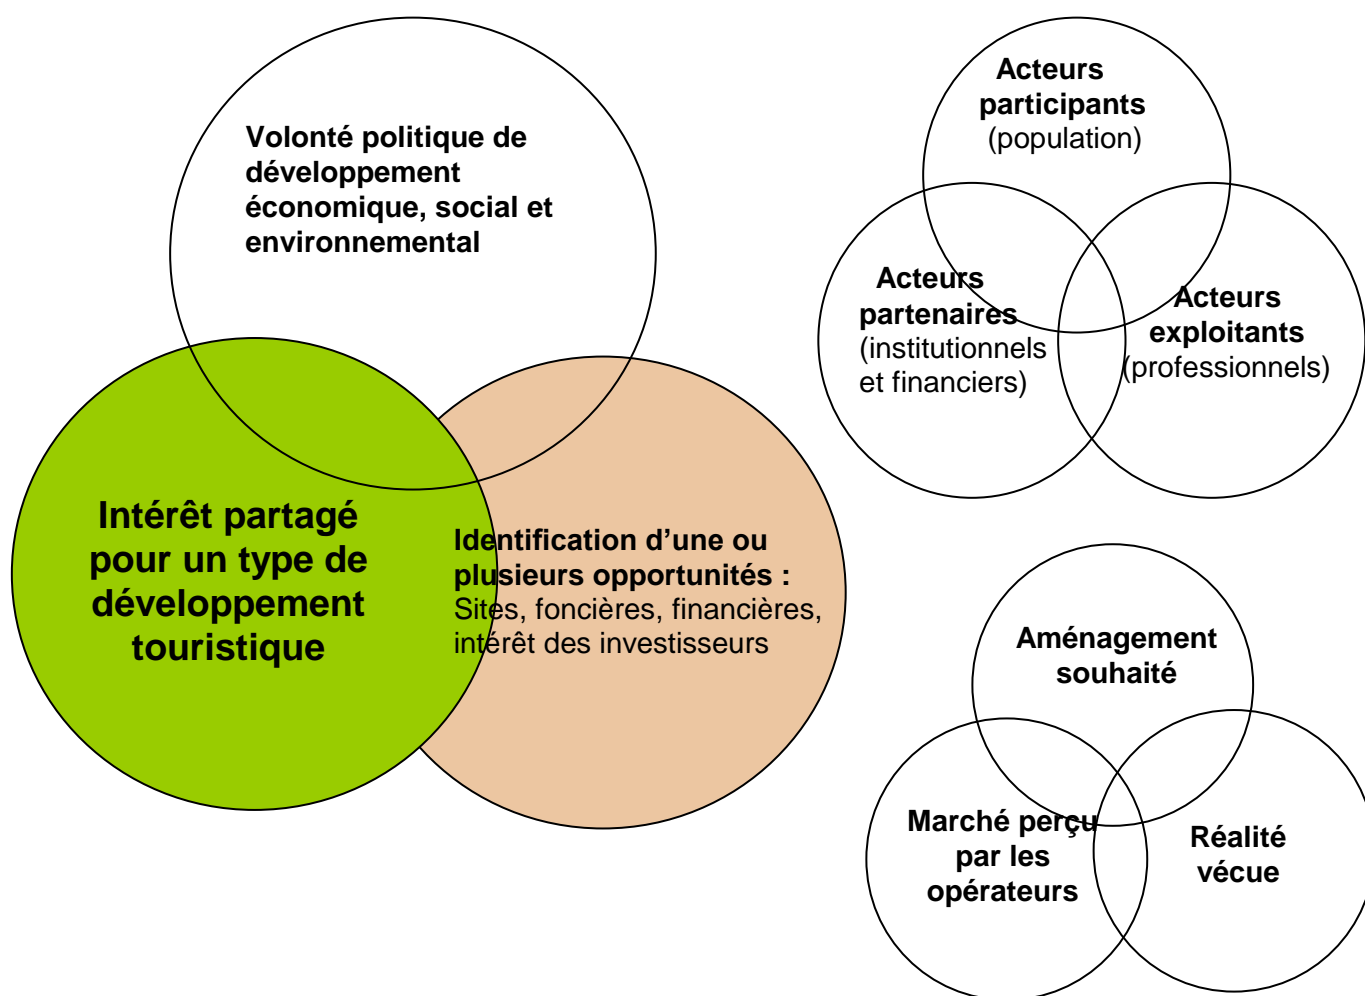 Volonté politique de
développement
économique, social et
environnemental
Intérêt partagé
pour un type de
développement
touristique
Identification d’une ou
plusieurs opportunités :
Sites, foncières, financières,
intérêt des investisseurs
Acteurs
participants
(population)
Acteurs
partenaires
(institutionnels
et financiers)
Acteurs
exploitants
(professionnels)
Aménagement
souhaité
Marché perçu
par les
opérateurs
Réalité
vécue